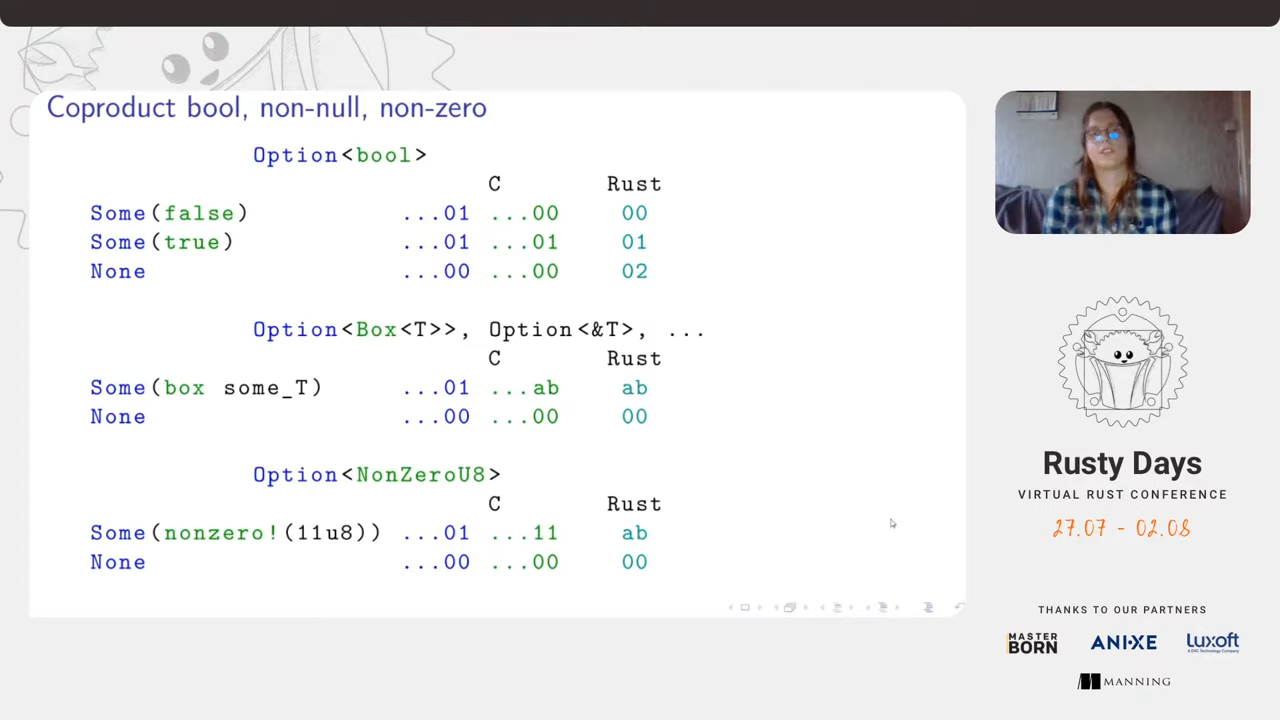 Coproduct bool, non-null, non-zero
Option<bool>
C Rust
Some(false) ...01 ...00 00
Some(true) ...01 ...01 01
None ...00 ...00 02
Option<Box<T>>, Option<&T>, ...
C Rust
Some(box some_T) ...01 ...ab ab
None ...00 ...00 00
Option<NonZeroU8>
C Rust
Some(nonzero!(11u8)) ...01 ...11 ab
None ...00 ...00 00
Rusty Days
VIRTUAL RUST CONFERENCE
27.07 - 02.08
THANKS TO OUR PARTNERS
MASTER BORN
ANIXE
Luxoft
A DXC Technology Company
MANNING